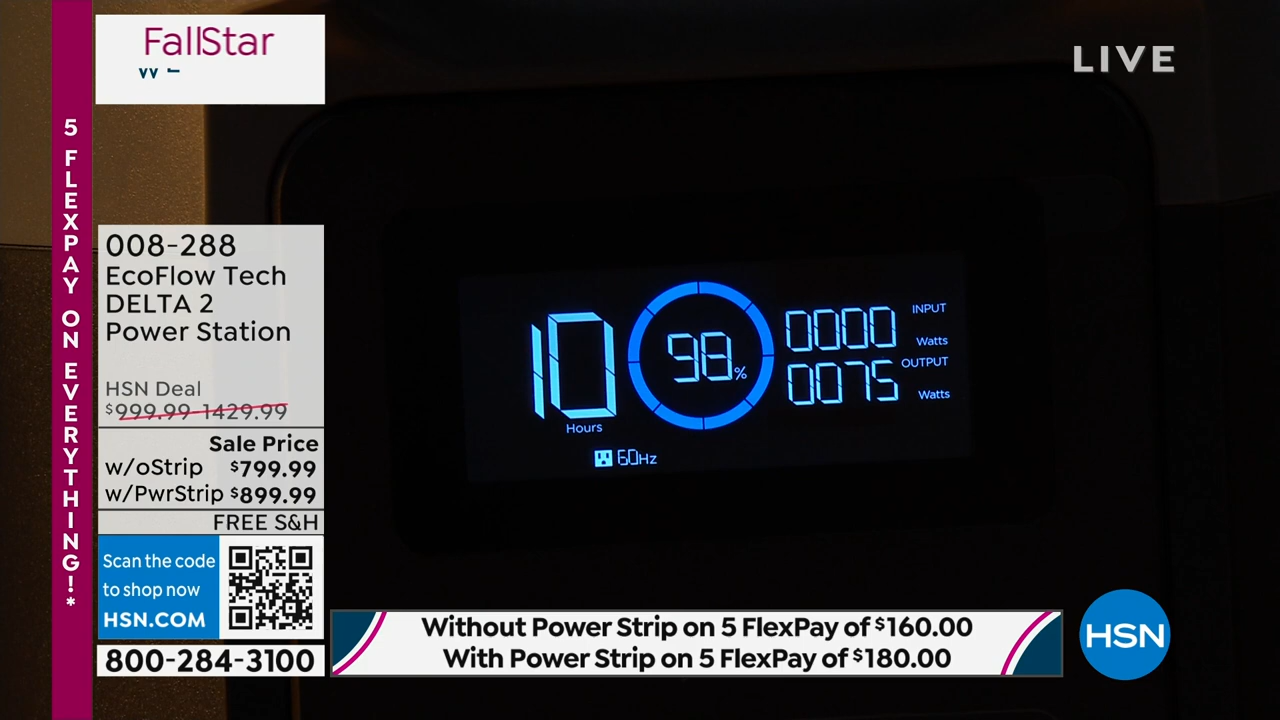 FallStar
LIVE
5 FLEXPAY ON EVERYTHING!*
008-288
EcoFlow Tech
DELTA 2
Power Station
HSN Deal
$999.99-1429.99
Sale Price
w/oStrip $799.99
w/PwrStrip $899.99
FREE S&H
Scan the code
to shop now
HSN.COM
800-284-3100
10
Hours
98%
0000
INPUT
Watts
0075
OUTPUT
Watts
60Hz
Without Power Strip on 5 FlexPay of $160.00
With Power Strip on 5 FlexPay of $180.00
HSN